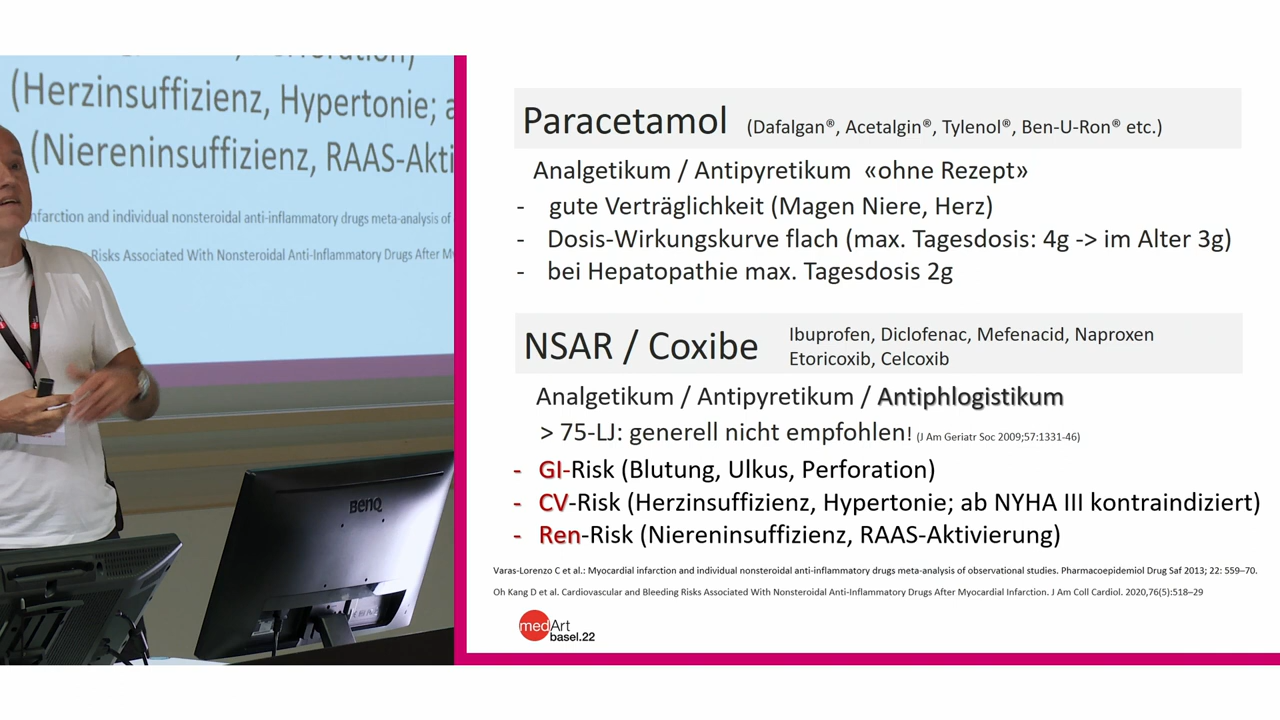 (Herzinsuffizienz, Hypertonie; a
(Niereninsuffizienz, RAAS-Akti
nfarction and individual nonsteroidal anti-inflammatory drugs meta-analysis of
Risks Associated With Nonsteroidal Anti-Inflammatory Drugs After M
BenQ
Paracetamol (Dafalgan®, Acetalgin®, Tylenol®, Ben-U-Ron® etc.)
Analgetikum / Antipyretikum «ohne Rezept»
- gute Verträglichkeit (Magen Niere, Herz)
- Dosis-Wirkungskurve flach (max. Tagesdosis: 4g -> im Alter 3g)
- bei Hepatopathie max. Tagesdosis 2g
NSAR / Coxibe
Ibuprofen, Diclofenac, Mefenacid, Naproxen
Etoricoxib, Celcoxib
Analgetikum / Antipyretikum / Antiphlogistikum
> 75-LJ: generell nicht empfohlen! (J Am Geriatr Soc 2009;57:1331-46)
- GI-Risk (Blutung, Ulkus, Perforation)
- CV-Risk (Herzinsuffizienz, Hypertonie; ab NYHA III kontraindiziert)
- Ren-Risk (Niereninsuffizienz, RAAS-Aktivierung)
Varas-Lorenzo C et al.: Myocardial infarction and individual nonsteroidal anti-inflammatory drugs meta-analysis of observational studies. Pharmacoepidemiol Drug Saf 2013; 22: 559–70.
Oh Kang D et al. Cardiovascular and Bleeding Risks Associated With Nonsteroidal Anti-Inflammatory Drugs After Myocardial Infarction. J Am Coll Cardiol. 2020,76(5):518–29
medArt
basel.22